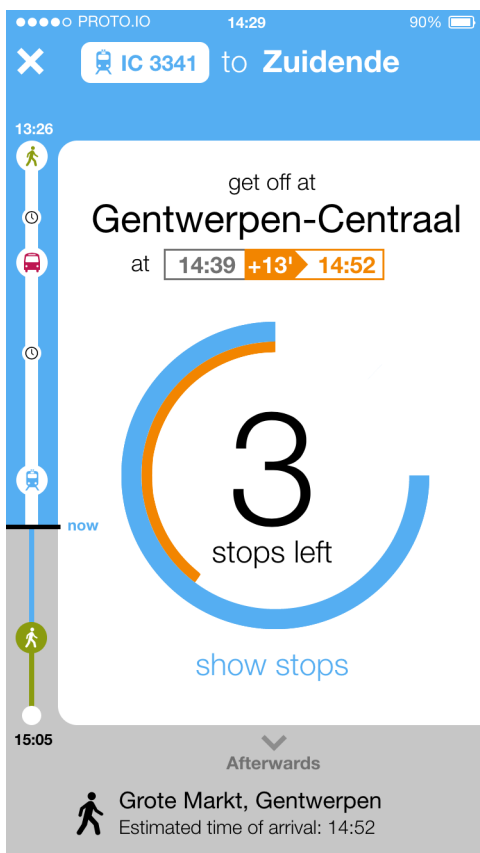 PROTO.IO 14:29 90%
IC 3341 to Zuidende
13:26
get off at
Gentwerpen-Centraal
at 14:39 +13' 14:52
3
stops left
now
show stops
15:05
Afterwards
Grote Markt, Gentwerpen
Estimated time of arrival: 14:52